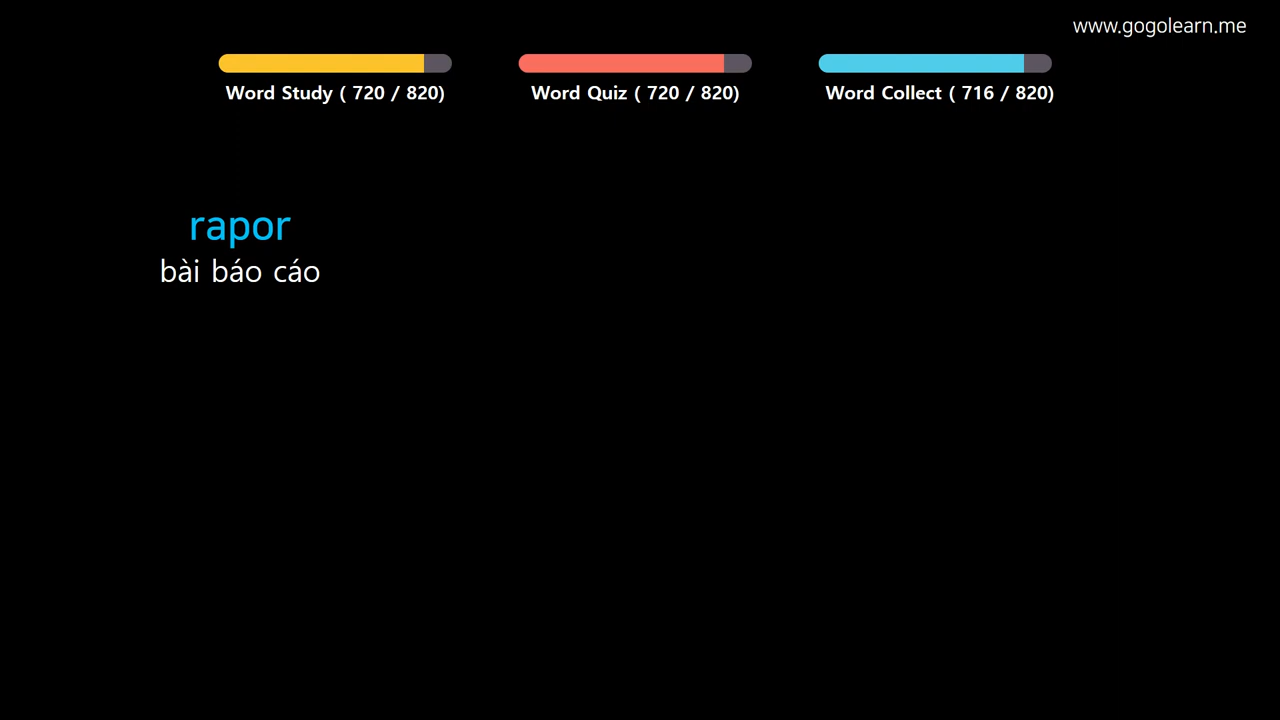 www.gogolearn.me
Word Study ( 720 / 820)
Word Quiz ( 720 / 820)
Word Collect ( 716 / 820)
rapor
bài báo cáo